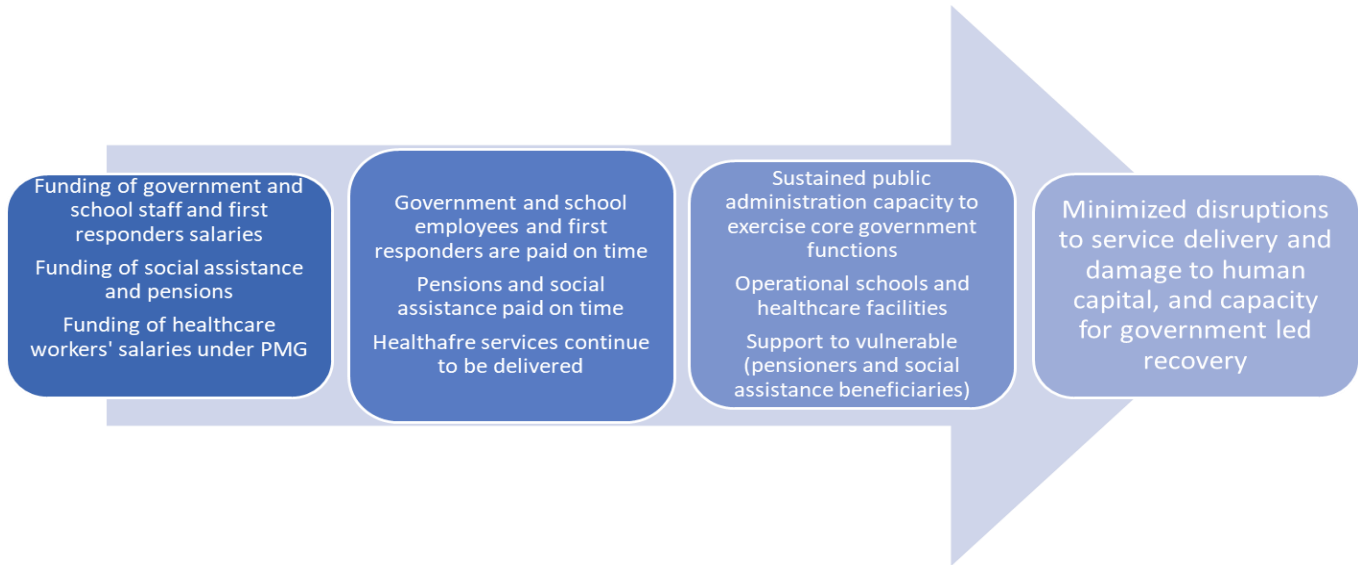 Funding of government and
school staff and first
responders salaries
Funding of social assistance
and pensions
Funding of healthcare
workers' salaries under PMG
Government and school
employees and first
responders are paid on time
Pensions and social
assistance paid on time
Healthafre services continue
to be delivered
Sustained public
administration capacity to
exercise core government
functions
Operational schools and
healthcare facilities
Support to vulnerable
(pensioners and social
assistance beneficiaries)
Minimized disruptions
to service delivery and
damage to human
capital, and capacity
for government led
recovery